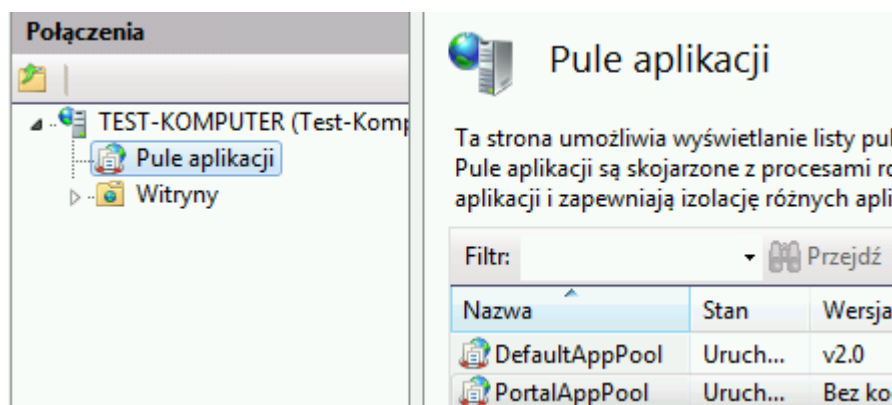 Połączenia
TEST-KOMPUTER (Test-Komp
Pule aplikacji
Witryny
Pule aplikacji
Ta strona umożliwia wyświetlanie listy pul
Pule aplikacji są skojarzone z procesami ro
aplikacji i zapewniają izolację różnych apli
Filtr: Przejdź
Nazwa Stan Wersja
DefaultAppPool Uruch... v2.0
PortalAppPool Uruch... Bez ko